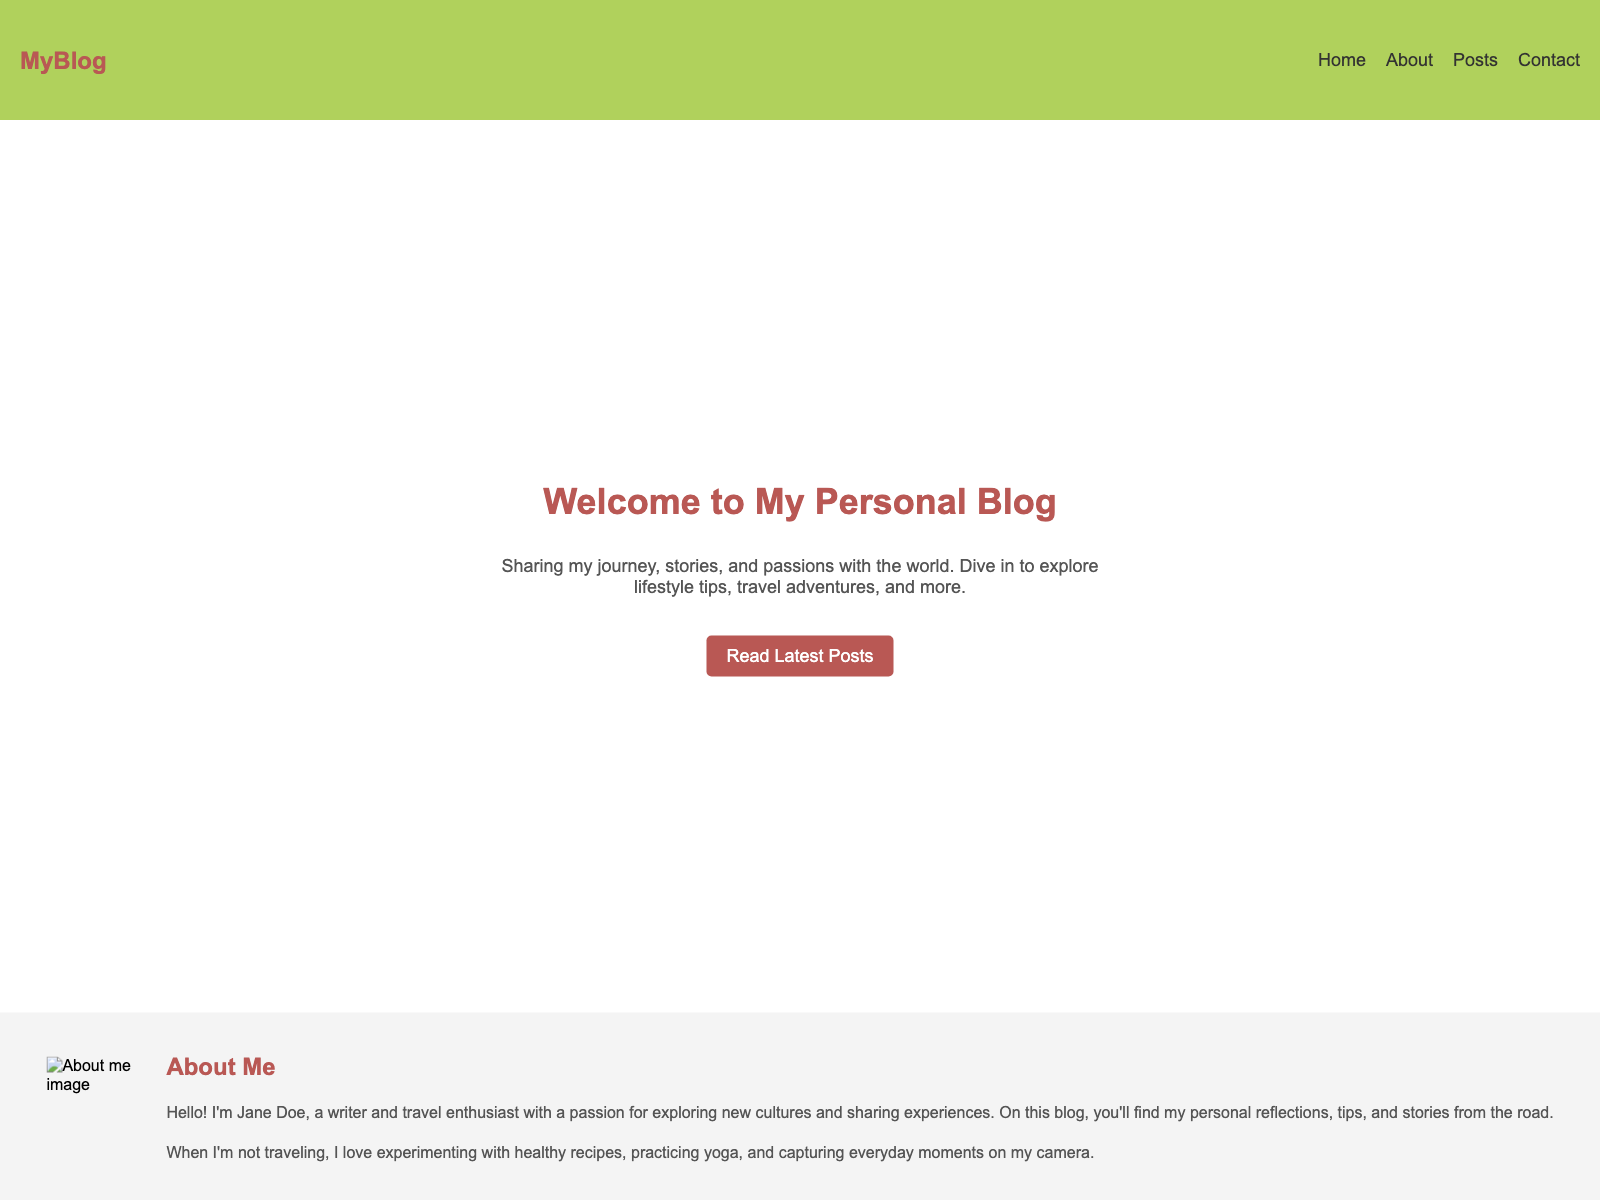 MyBlog
Home About Posts Contact
Welcome to My Personal Blog
Sharing my journey, stories, and passions with the world. Dive in to explore
lifestyle tips, travel adventures, and more.
Read Latest Posts
About me
image
About Me
Hello! I'm Jane Doe, a writer and travel enthusiast with a passion for exploring new cultures and sharing experiences. On this blog, you'll find my personal reflections, tips, and stories from the road.
When I'm not traveling, I love experimenting with healthy recipes, practicing yoga, and capturing everyday moments on my camera.